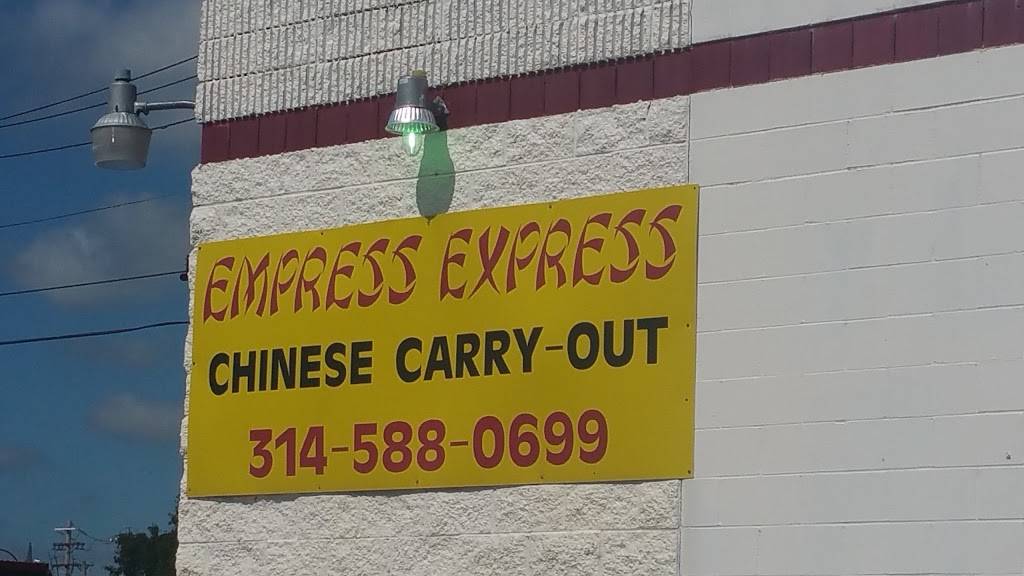 EMPRESS EXPRESS
CHINESE CARRY-OUT
314-588-0699